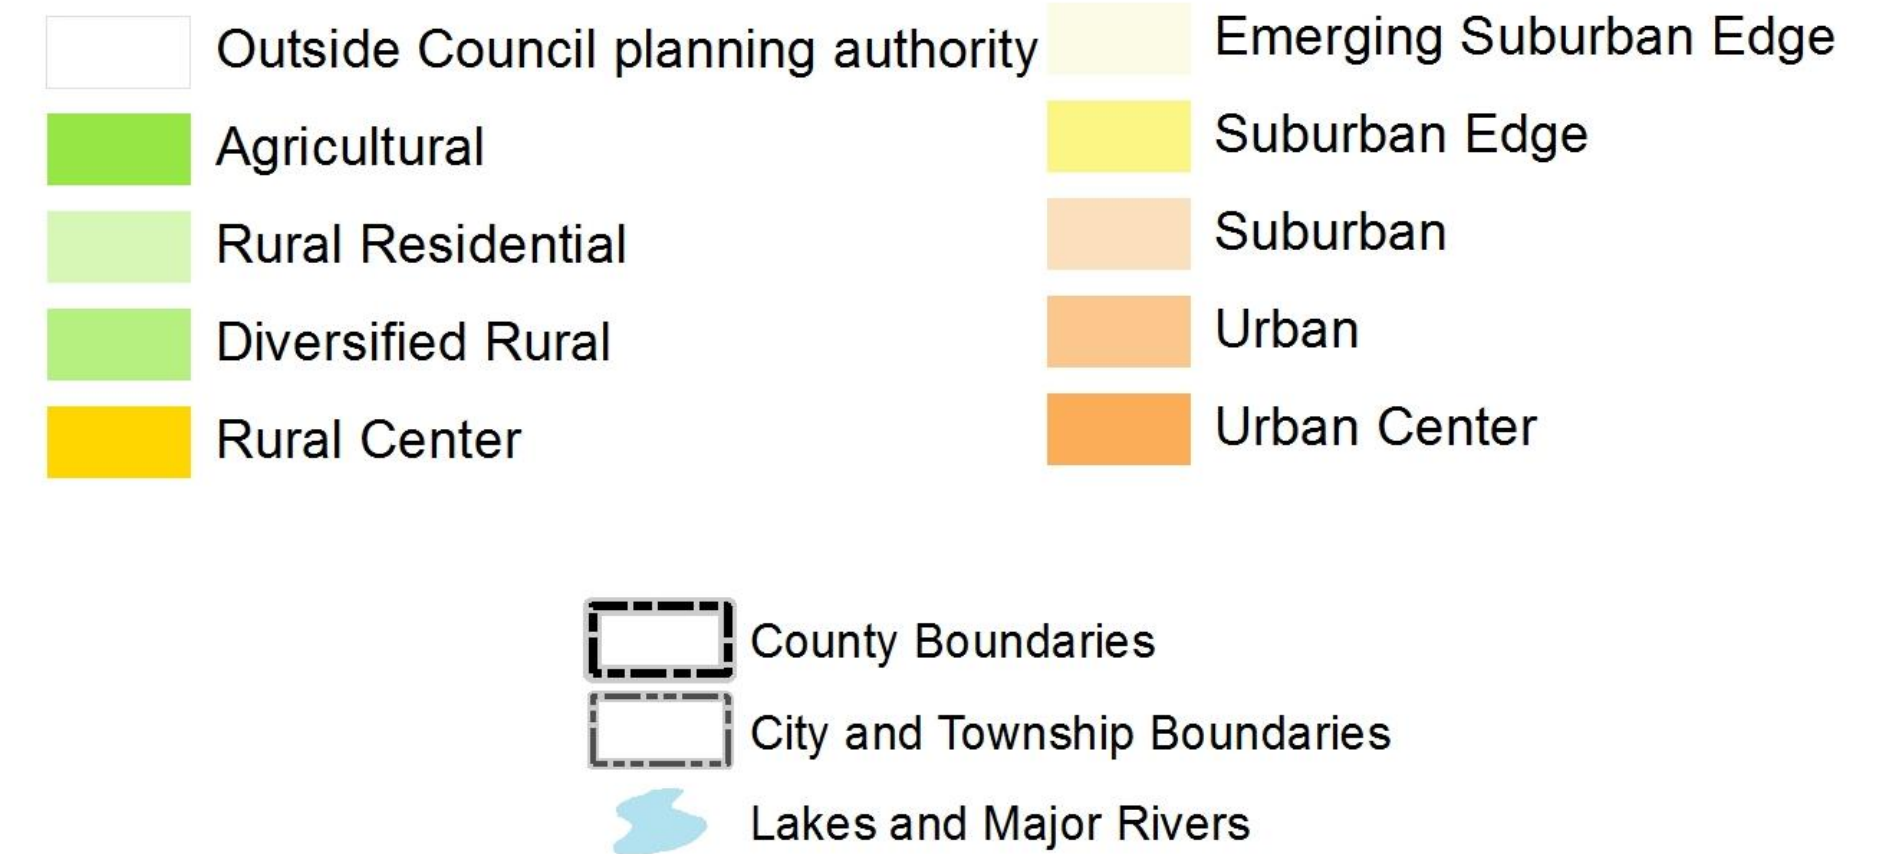 Outside Council planning authority
Agricultural
Rural Residential
Diversified Rural
Rural Center
Emerging Suburban Edge
Suburban Edge
Suburban
Urban
Urban Center
County Boundaries
City and Township Boundaries
Lakes and Major Rivers